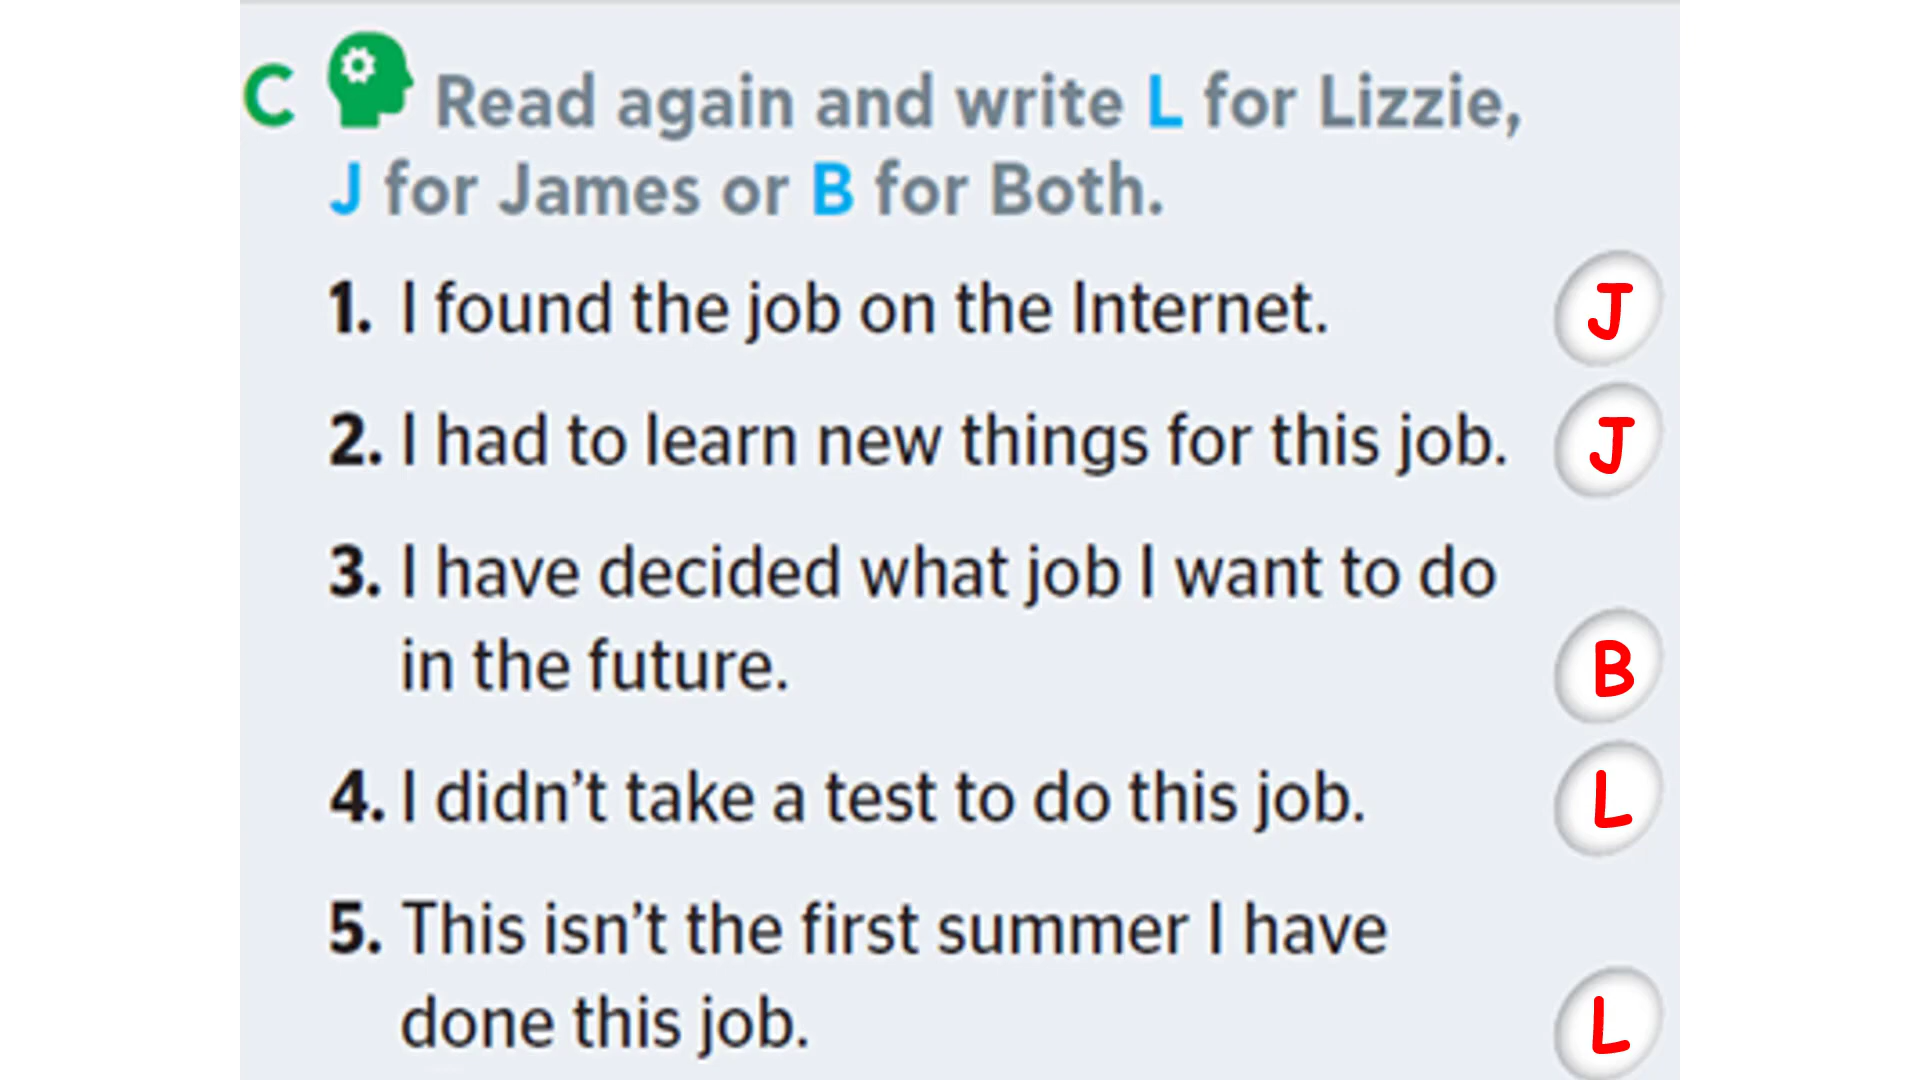 C Read again and write L for Lizzie,
J for James or B for Both.
1. I found the job on the Internet. J
2. I had to learn new things for this job. J
3. I have decided what job I want to do
in the future. B
4. I didn't take a test to do this job. L
5. This isn't the first summer I have
done this job. L